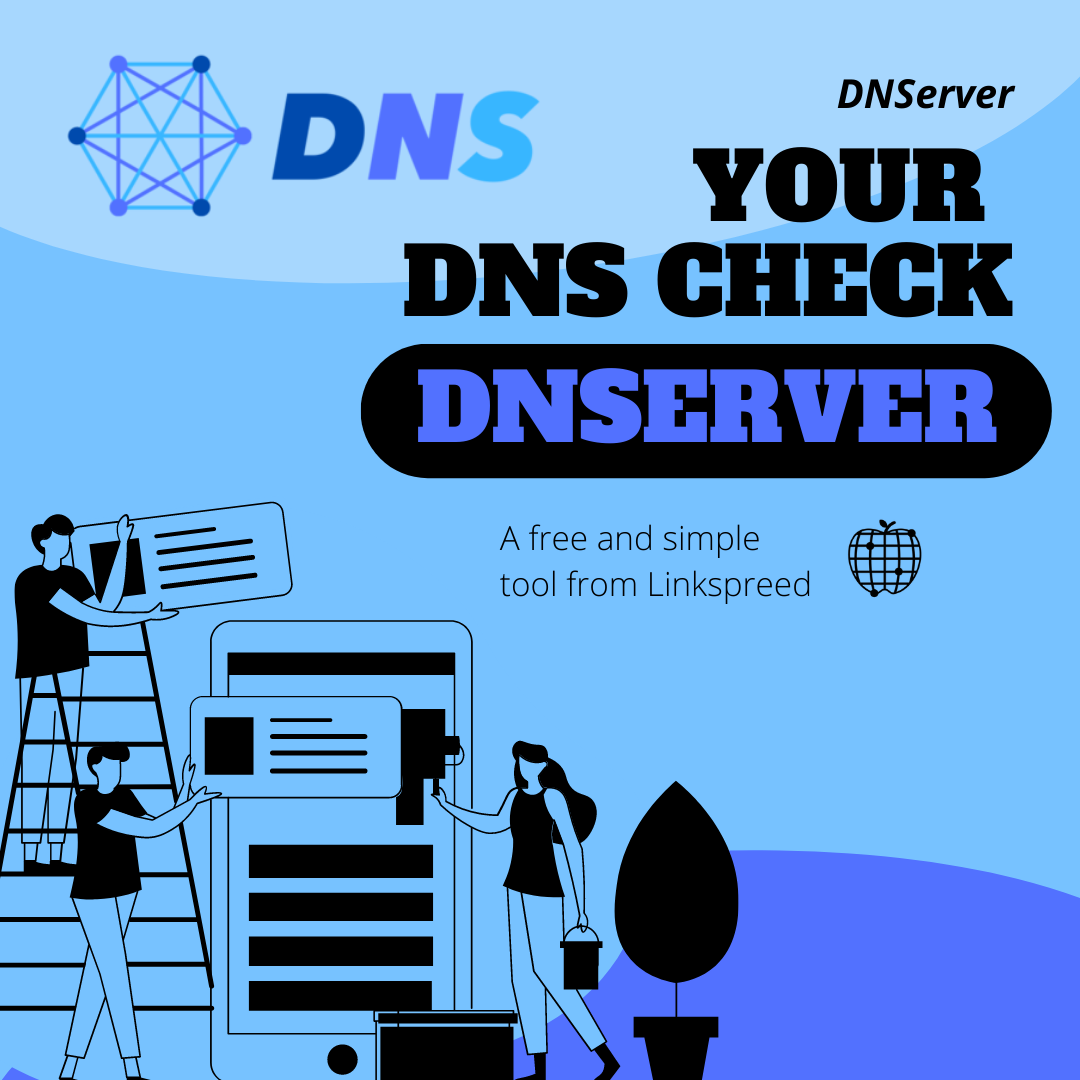 DNS
DNServer
YOUR
DNS CHECK
DNSERVER
A free and simple
tool from Linkspreed